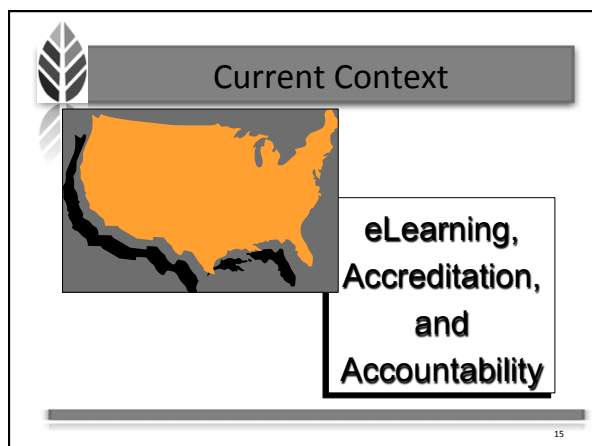 Current Context
eLearning,
Accreditation,
and
Accountability
15